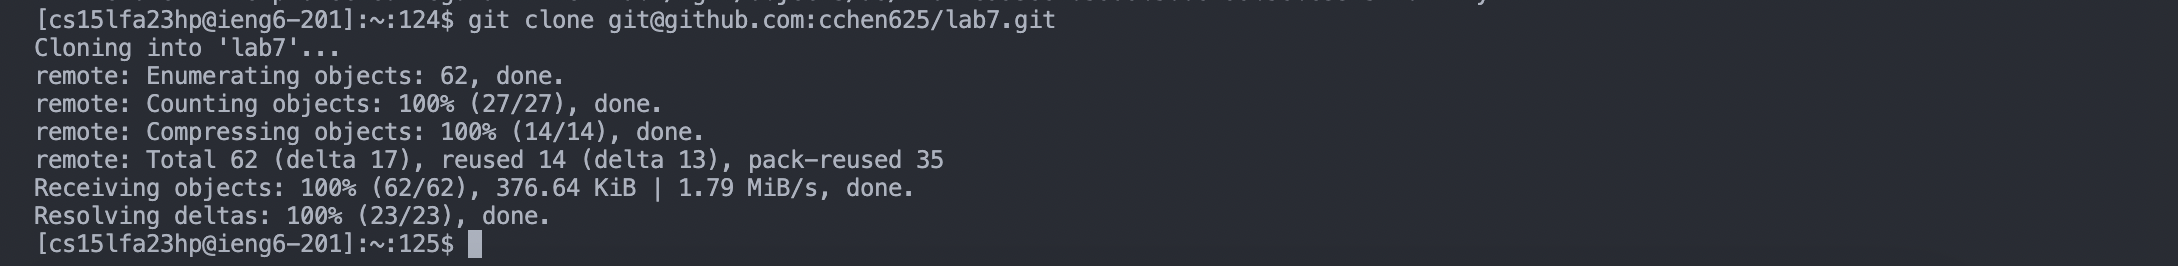 [cs15lfa23hp@ieng6-201]:~:124$ git clone git@github.com:cchen625/lab7.git
Cloning into 'lab7'...
remote: Enumerating objects: 62, done.
remote: Counting objects: 100% (27/27), done.
remote: Compressing objects: 100% (14/14), done.
remote: Total 62 (delta 17), reused 14 (delta 13), pack-reused 35
Receiving objects: 100% (62/62), 376.64 KiB | 1.79 MiB/s, done.
Resolving deltas: 100% (23/23), done.
[cs15lfa23hp@ieng6-201]:~:125$